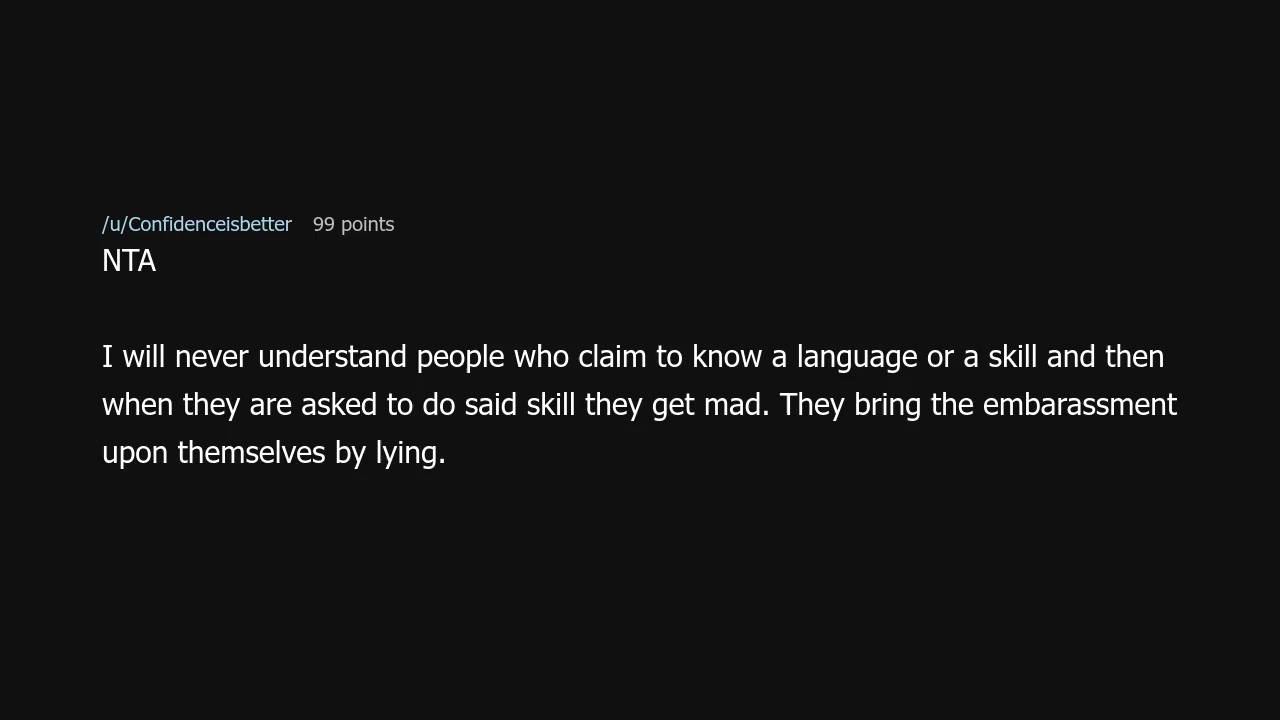 /u/Confidenceisbetter 99 points
NTA
I will never understand people who claim to know a language or a skill and then
when they are asked to do said skill they get mad. They bring the embarassment
upon themselves by lying.